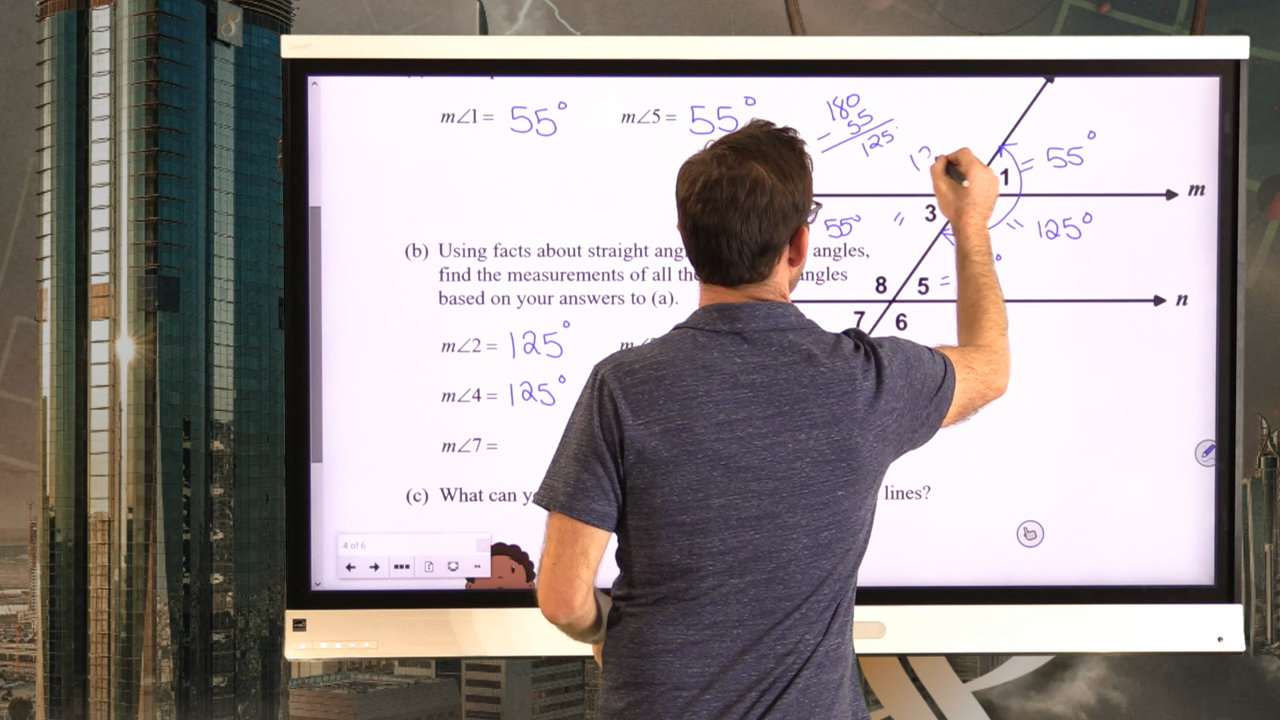 m∠1 = 55°
m∠5 = 55°
180
− 55
125
1
= 55°
m
55° =
3
= 125°
(b) Using facts about straight angles,
find the measurements of all the angles
based on your answers to (a).
8
5 =
n
7
6
m∠2 = 125°
m∠4 = 125°
m∠7 =
(c) What can lines?
4 of 6
8